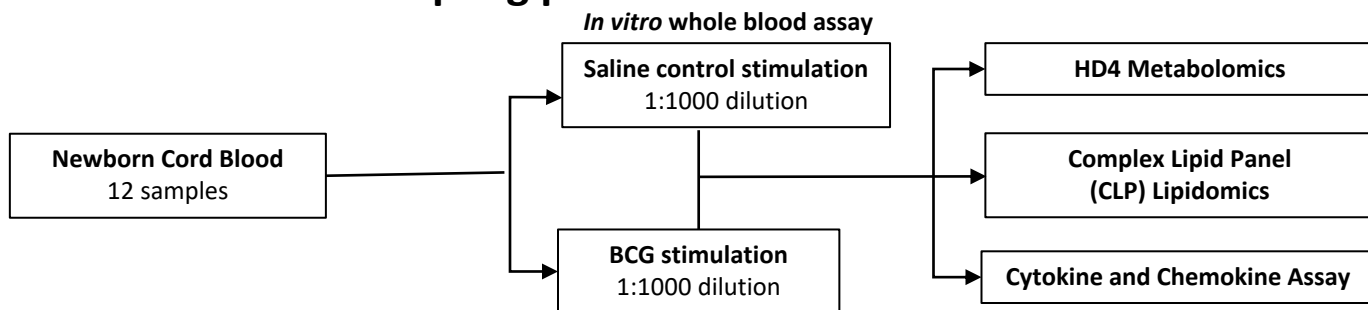 In vitro whole blood assay
Saline control stimulation
1:1000 dilution
HD4 Metabolomics
Newborn Cord Blood
12 samples
Complex Lipid Panel
(CLP) Lipidomics
BCG stimulation
1:1000 dilution
Cytokine and Chemokine Assay